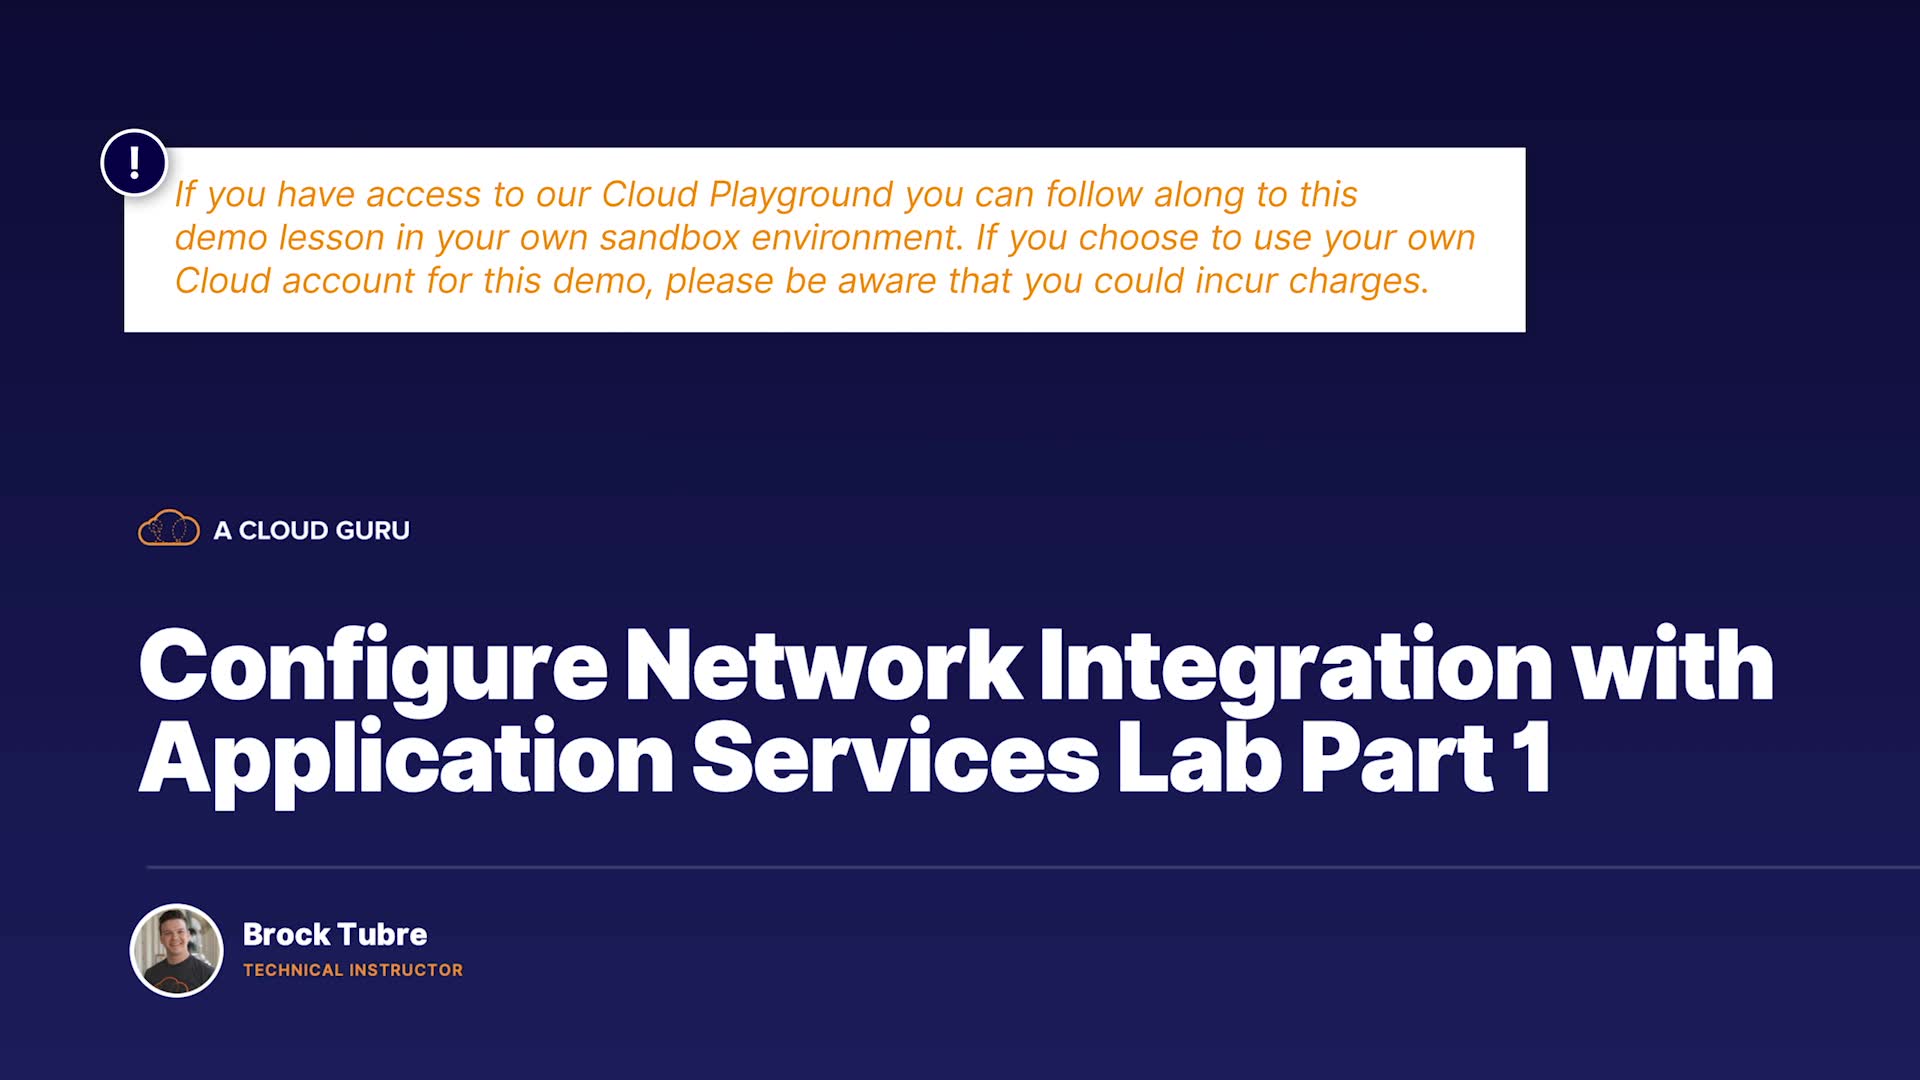 !
If you have access to our Cloud Playground you can follow along to this
demo lesson in your own sandbox environment. If you choose to use your own
Cloud account for this demo, please be aware that you could incur charges.
A CLOUD GURU
Configure Network Integration with
Application Services Lab Part 1
Brock Tubre
TECHNICAL INSTRUCTOR